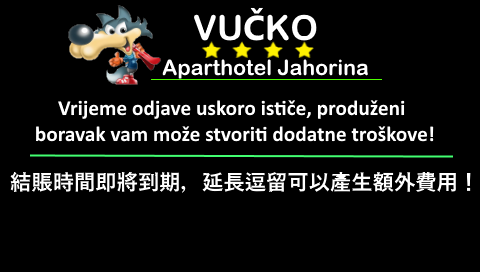 VUČKO
Aparthotel Jahorina
Vrijeme odjave uskoro ističe, produženi
boravak vam može stvoriti dodatne troškove!
結賬時間即將到期，延長逗留可以產生額外費用！